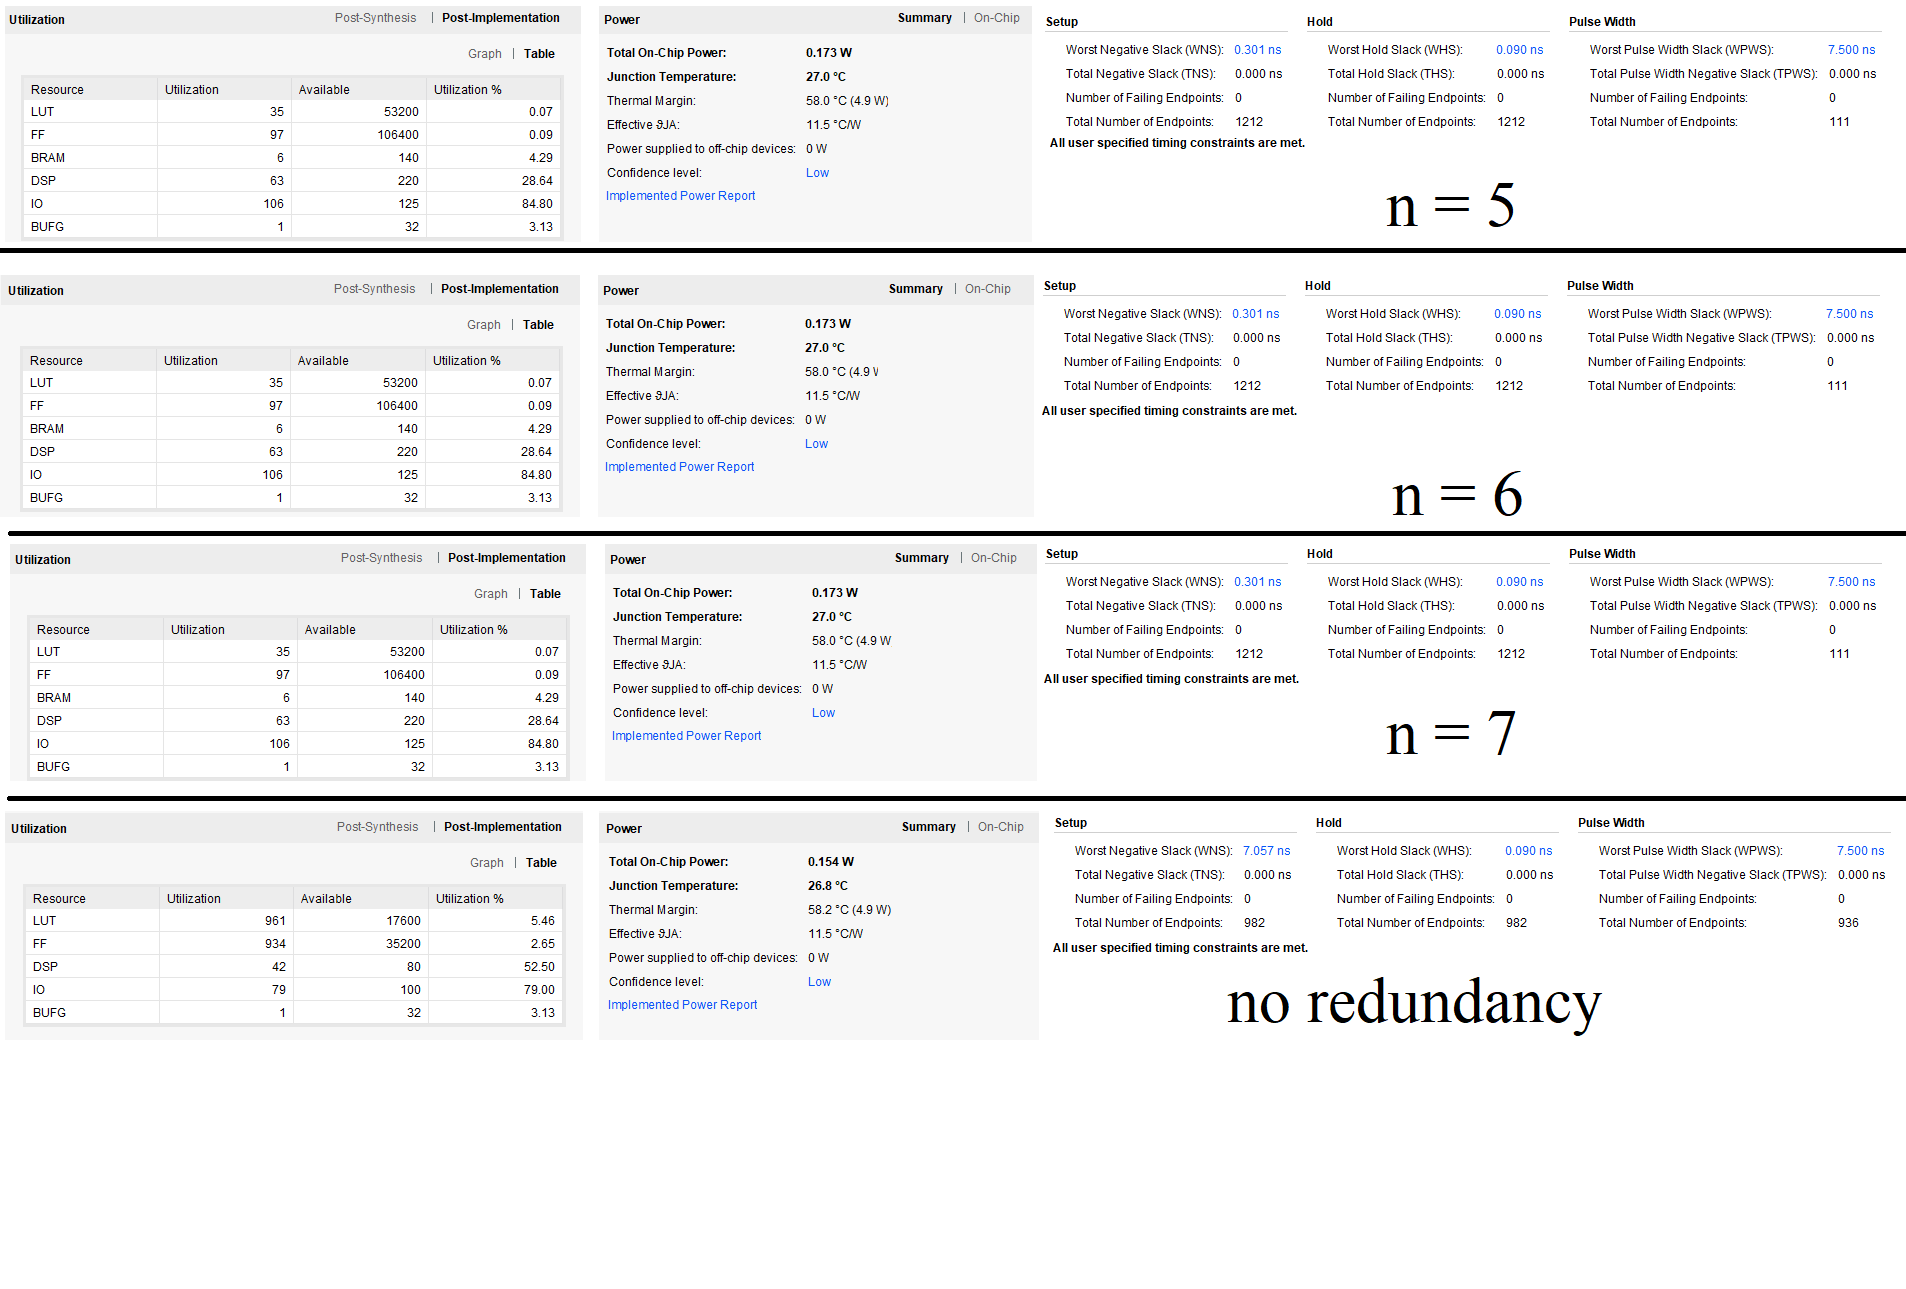 Utilization Post-Synthesis | Post-Implementation
Graph | Table
Resource Utilization Available Utilization %
LUT 35 53200 0.07
FF 97 106400 0.09
BRAM 6 140 4.29
DSP 63 220 28.64
IO 106 125 84.80
BUFG 1 32 3.13
Power Summary | On-Chip
Total On-Chip Power: 0.173 W
Junction Temperature: 27.0 °C
Thermal Margin: 58.0 °C (4.9 W)
Effective ϑJA: 11.5 °C/W
Power supplied to off-chip devices: 0 W
Confidence level: Low
Implemented Power Report
Setup Hold Pulse Width
Worst Negative Slack (WNS): 0.301 ns Worst Hold Slack (WHS): 0.090 ns Worst Pulse Width Slack (WPWS): 7.500 ns
Total Negative Slack (TNS): 0.000 ns Total Hold Slack (THS): 0.000 ns Total Pulse Width Negative Slack (TPWS): 0.000 ns
Number of Failing Endpoints: 0 Number of Failing Endpoints: 0 Number of Failing Endpoints: 0
Total Number of Endpoints: 1212 Total Number of Endpoints: 1212 Total Number of Endpoints: 111
All user specified timing constraints are met.
n = 5
Utilization Post-Synthesis | Post-Implementation
Graph | Table
Resource Utilization Available Utilization %
LUT 35 53200 0.07
FF 97 106400 0.09
BRAM 6 140 4.29
DSP 63 220 28.64
IO 106 125 84.80
BUFG 1 32 3.13
Power Summary | On-Chip
Total On-Chip Power: 0.173 W
Junction Temperature: 27.0 °C
Thermal Margin: 58.0 °C (4.9
Effective ϑJA: 11.5 °C/W
Power supplied to off-chip devices: 0 W
Confidence level: Low
Implemented Power Report
Setup Hold Pulse Width
Worst Negative Slack (WNS): 0.301 ns Worst Hold Slack (WHS): 0.090 ns Worst Pulse Width Slack (WPWS): 7.500 ns
Total Negative Slack (TNS): 0.000 ns Total Hold Slack (THS): 0.000 ns Total Pulse Width Negative Slack (TPWS): 0.000 ns
Number of Failing Endpoints: 0 Number of Failing Endpoints: 0 Number of Failing Endpoints: 0
Total Number of Endpoints: 1212 Total Number of Endpoints: 1212 Total Number of Endpoints: 111
All user specified timing constraints are met.
n = 6
Utilization Post-Synthesis | Post-Implementation
Graph | Table
Resource Utilization Available Utilization %
LUT 35 53200 0.07
FF 97 106400 0.09
BRAM 6 140 4.29
DSP 63 220 28.64
IO 106 125 84.80
BUFG 1 32 3.13
Power Summary | On-Chip
Total On-Chip Power: 0.173 W
Junction Temperature: 27.0 °C
Thermal Margin: 58.0 °C (4.9 W
Effective ϑJA: 11.5 °C/W
Power supplied to off-chip devices: 0 W
Confidence level: Low
Implemented Power Report
Setup Hold Pulse Width
Worst Negative Slack (WNS): 0.301 ns Worst Hold Slack (WHS): 0.090 ns Worst Pulse Width Slack (WPWS): 7.500 ns
Total Negative Slack (TNS): 0.000 ns Total Hold Slack (THS): 0.000 ns Total Pulse Width Negative Slack (TPWS): 0.000 ns
Number of Failing Endpoints: 0 Number of Failing Endpoints: 0 Number of Failing Endpoints: 0
Total Number of Endpoints: 1212 Total Number of Endpoints: 1212 Total Number of Endpoints: 111
All user specified timing constraints are met.
n = 7
Utilization Post-Synthesis | Post-Implementation
Graph | Table
Resource Utilization Available Utilization %
LUT 961 17600 5.46
FF 934 35200 2.65
DSP 42 80 52.50
IO 79 100 79.00
BUFG 1 32 3.13
Power Summary | On-Chip
Total On-Chip Power: 0.154 W
Junction Temperature: 26.8 °C
Thermal Margin: 58.2 °C (4.9 W)
Effective ϑJA: 11.5 °C/W
Power supplied to off-chip devices: 0 W
Confidence level: Low
Implemented Power Report
Setup Hold Pulse Width
Worst Negative Slack (WNS): 7.057 ns Worst Hold Slack (WHS): 0.090 ns Worst Pulse Width Slack (WPWS): 7.500 ns
Total Negative Slack (TNS): 0.000 ns Total Hold Slack (THS): 0.000 ns Total Pulse Width Negative Slack (TPWS): 0.000 ns
Number of Failing Endpoints: 0 Number of Failing Endpoints: 0 Number of Failing Endpoints: 0
Total Number of Endpoints: 982 Total Number of Endpoints: 982 Total Number of Endpoints: 936
All user specified timing constraints are met.
no redundancy